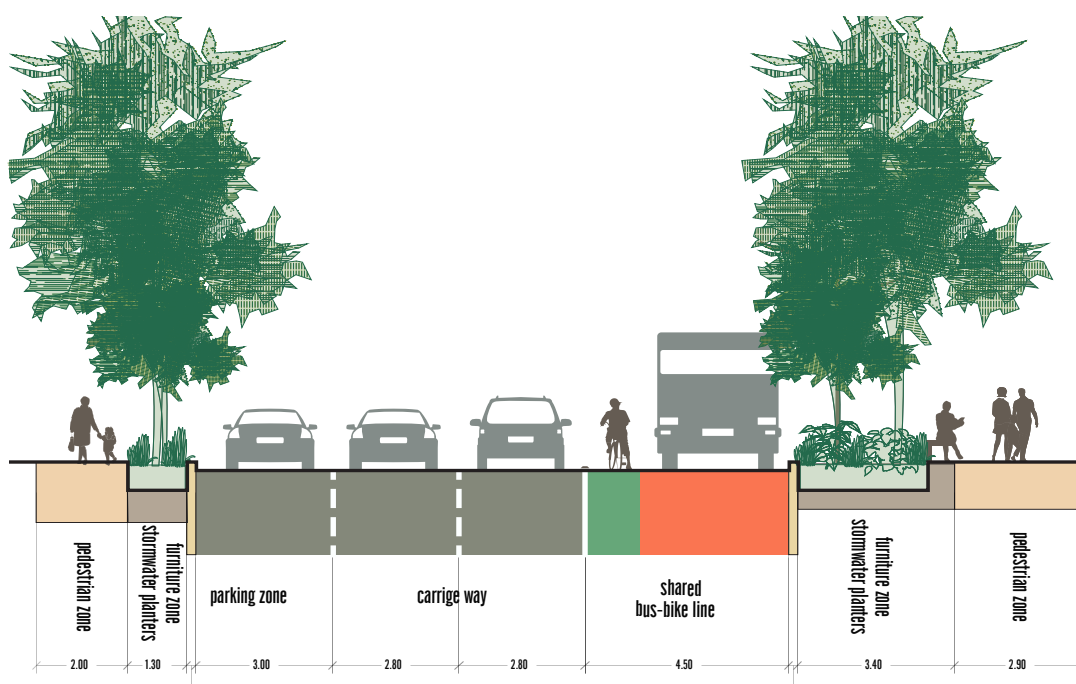 pedestrian zone
furniture zone
stormwater planters
parking zone
carrige way
shared
bus-bike line
furniture zone
stormwater planters
pedestrian zone
2.00
1.30
3.00
2.80
2.80
4.50
3.40
2.90